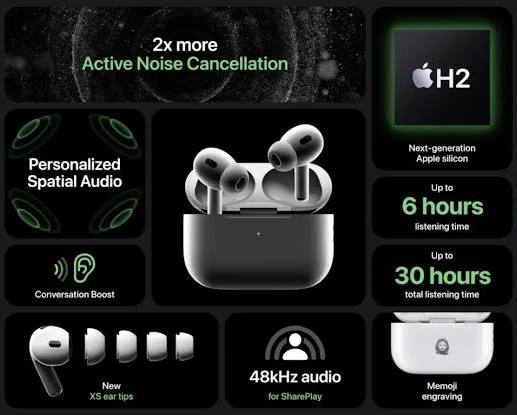 2x more
Active Noise Cancellation
H2
Next-generation
Apple silicon
Personalized
Spatial Audio
Up to
6 hours
listening time
Conversation Boost
Up to
30 hours
total listening time
New
XS ear tips
48kHz audio
for SharePlay
Memoji
engraving